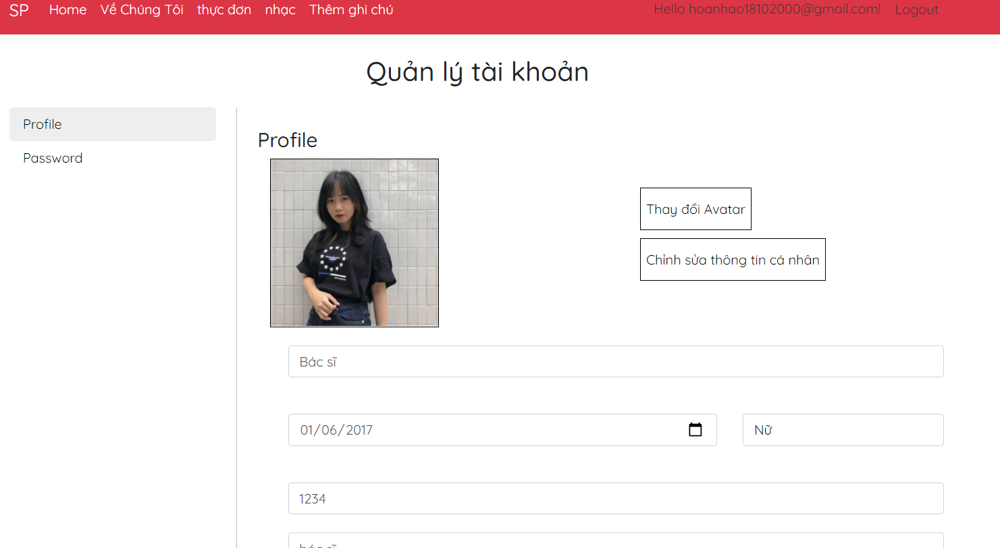 SP Home Về Chúng Tôi thực đơn nhạc Thêm ghi chú Hello hoanhao18102000@gmail.com! Logout
Quản lý tài khoản
Profile
Password
Profile
Thay đổi Avatar
Chỉnh sửa thông tin cá nhân
Bác sĩ
01/06/2017 Nữ
1234
bác sĩ